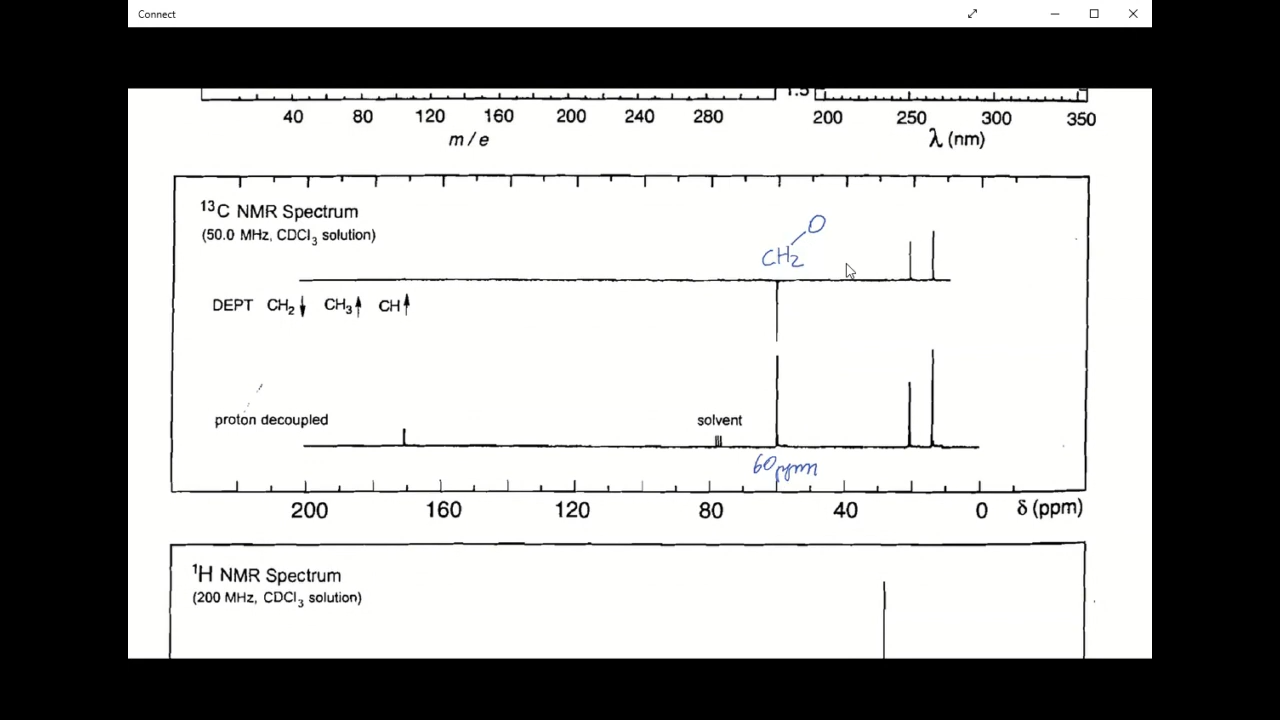 Connect
1.5
40 80 120 160 200 240 280
200 250 300 350
m / e
λ (nm)
13C NMR Spectrum
(50.0 MHz, CDCl3 solution)
O
CH2
DEPT CH2↓ CH3↑ CH↑
proton decoupled
solvent
60ppm
200 160 120 80 40 0 δ (ppm)
1H NMR Spectrum
(200 MHz, CDCl3 solution)